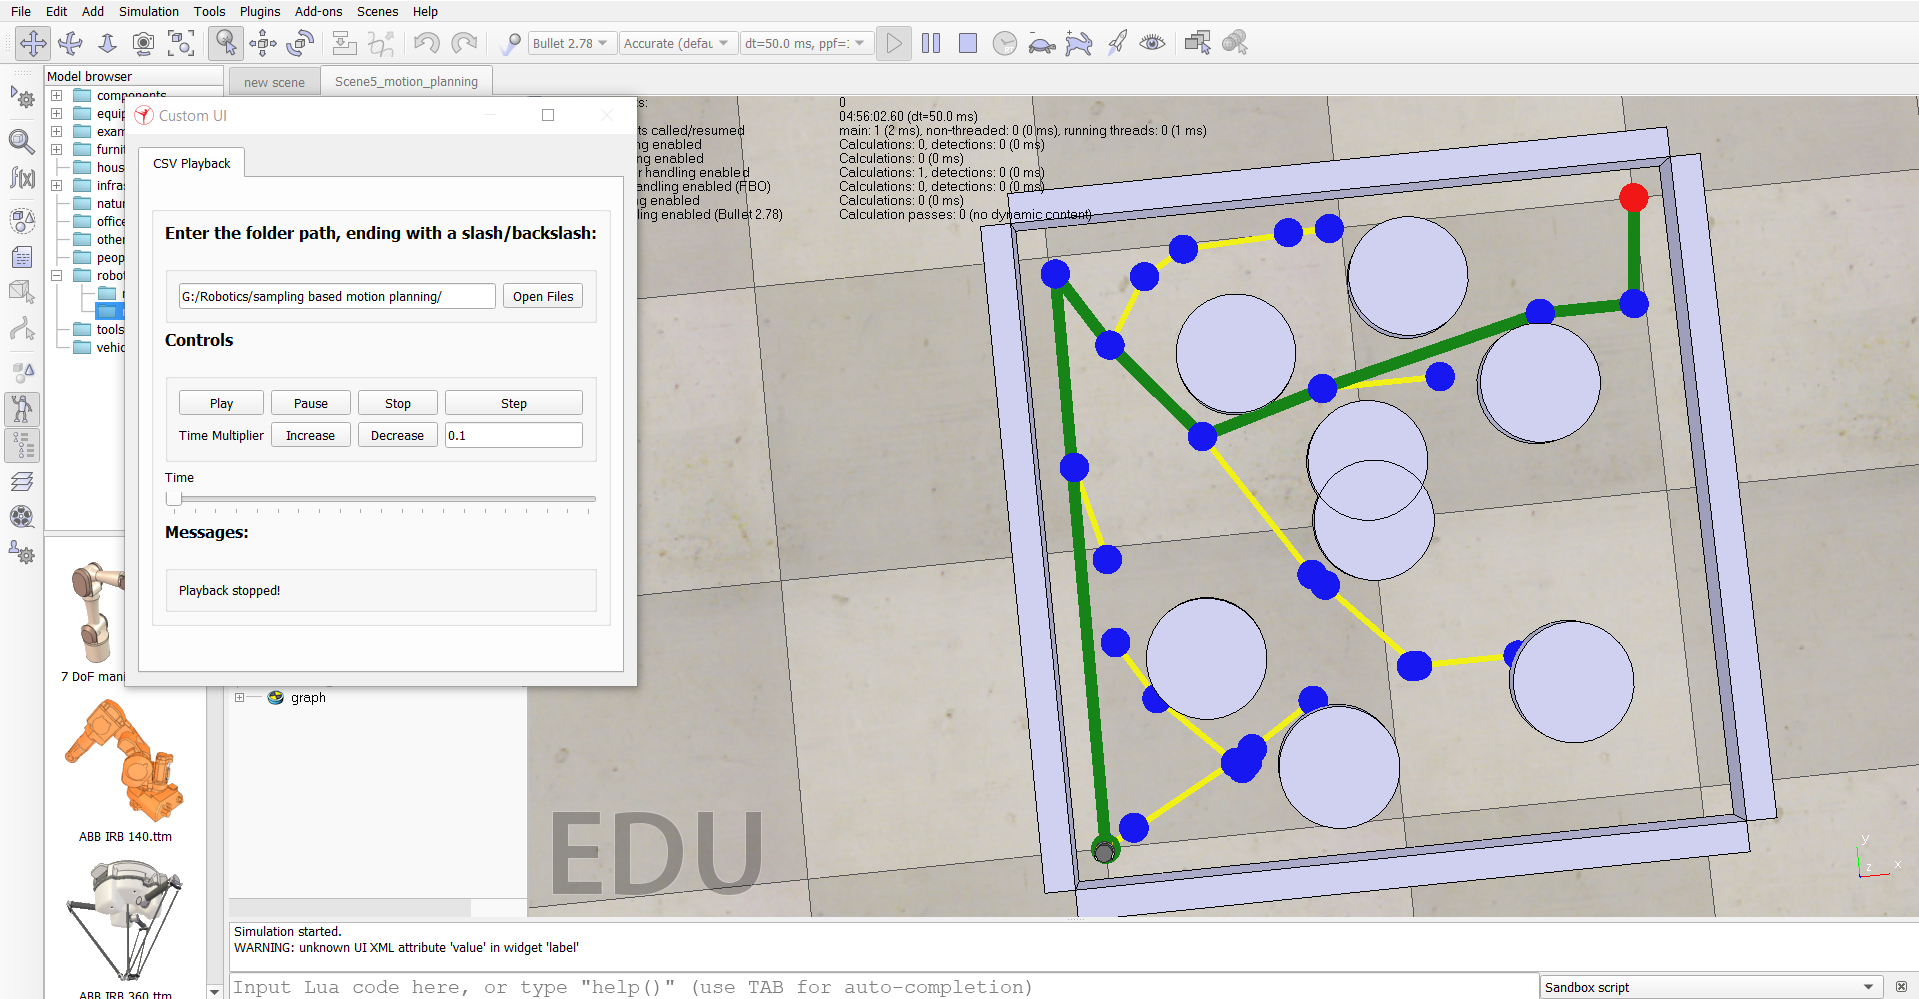 File Edit Add Simulation Tools Plugins Add-ons Scenes Help
Bullet 2.78 Accurate (defau dt=50.0 ms, ppf=:
Model browser
new scene Scene5_motion_planning
components
equip
exam
furni
hous
infras
natur
office
other
peop
robot
tools
vehic
7 DoF mani
ABB IRB 140.ttm
ABB IRB 360.ttm
Custom UI
CSV Playback
Enter the folder path, ending with a slash/backslash:
G:/Robotics/sampling based motion planning/ Open Files
Controls
Play Pause Stop Step
Time Multiplier Increase Decrease 0.1
Time
Messages:
Playback stopped!
graph
s: 0
04:56:02.60 (dt=50.0 ms)
ts called/resumed main: 1 (2 ms), non-threaded: 0 (0 ms), running threads: 0 (1 ms)
ng enabled Calculations: 0, detections: 0 (0 ms)
ng enabled Calculations: 0 (0 ms)
r handling enabled Calculations: 1, detections: 0 (0 ms)
andling enabled (FBO) Calculations: 0, detections: 0 (0 ms)
ng enabled Calculations: 0 (0 ms)
ling enabled (Bullet 2.78) Calculation passes: 0 (no dynamic content)
EDU
y
z x
Simulation started.
WARNING: unknown UI XML attribute 'value' in widget 'label'
Input Lua code here, or type "help()" (use TAB for auto-completion) Sandbox script